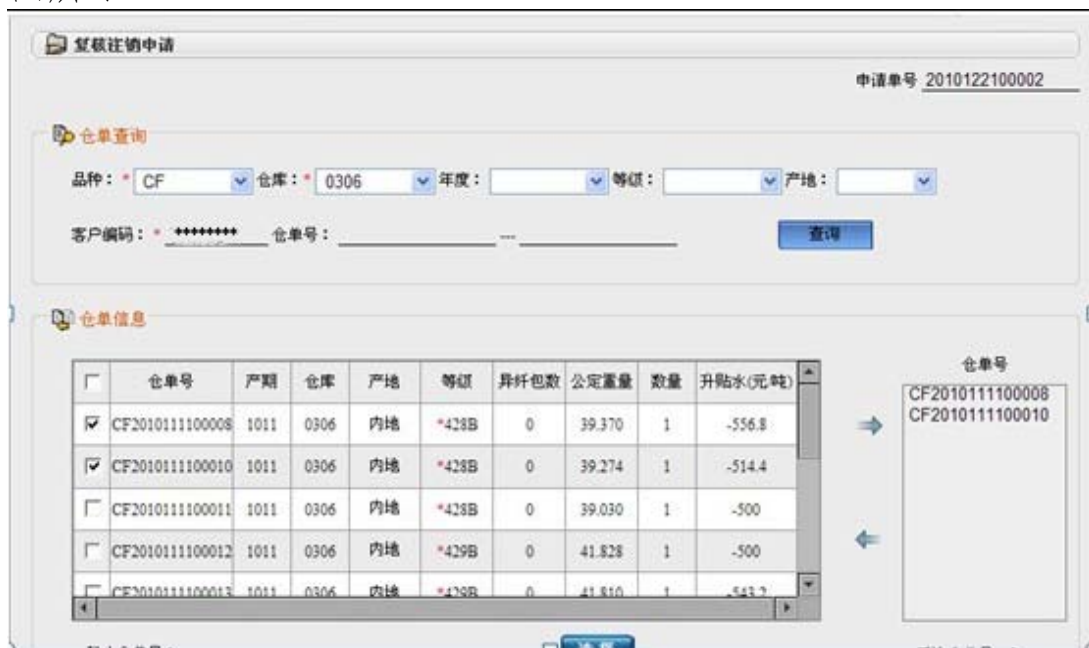 复核注销申请
申请单号 2010122100002
仓单查询
品种：* CF 仓库：* 0306 年度： 等级： 产地：
客户编码：* ******** 仓单号： --- 查询
仓单信息
仓单号
仓单号 产期 仓库 产地 等级 异纤包数 公定重量 数量 升贴水(元/吨)
CF2010111100008 1011 0306 内地 *428B 0 39.370 1 -556.8
CF2010111100010 1011 0306 内地 *428B 0 39.274 1 -514.4
CF2010111100011 1011 0306 内地 *428B 0 39.030 1 -500
CF2010111100012 1011 0306 内地 *429B 0 41.828 1 -500
CF2010111100013 1011 0306 内地 *429B 0 41.810 1 -543.2
CF2010111100008
CF2010111100010